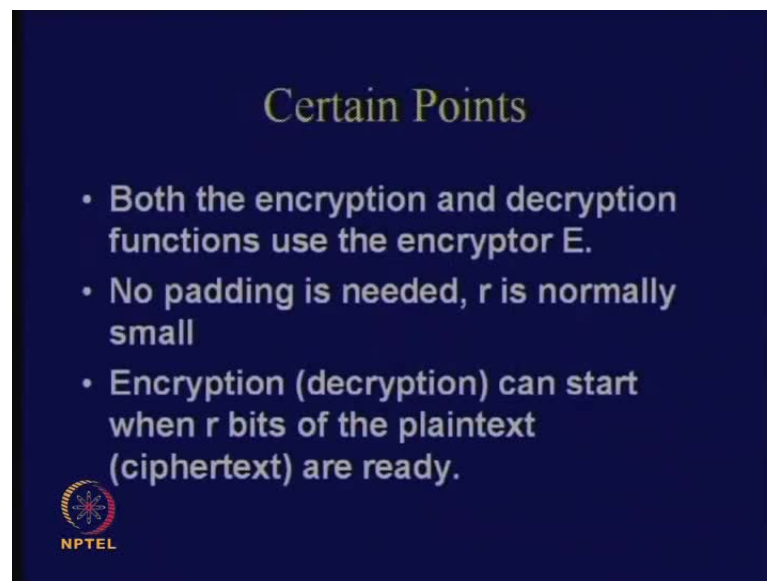 Certain Points
• Both the encryption and decryption
functions use the encryptor E.
• No padding is needed, r is normally
small
• Encryption (decryption) can start
when r bits of the plaintext
(ciphertext) are ready.
NPTEL